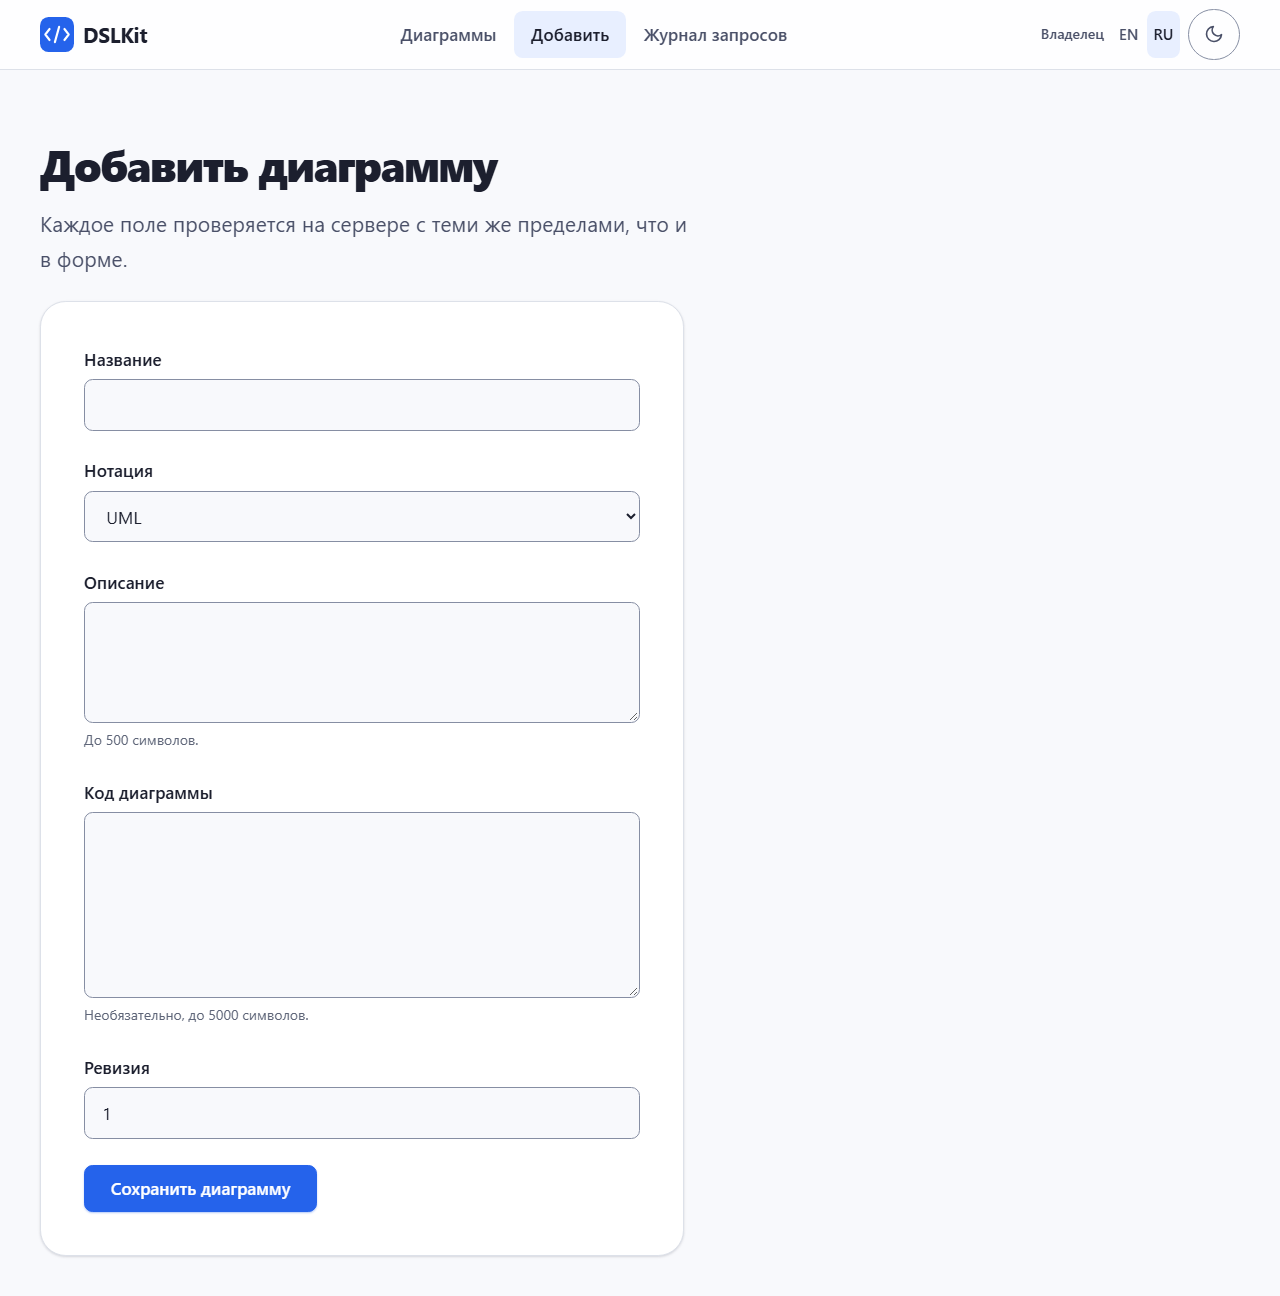 DSLKit
Диаграммы
Добавить
Журнал запросов
Владелец
EN
RU
Добавить диаграмму
Каждое поле проверяется на сервере с теми же пределами, что и
в форме.
Название
Нотация
UML
Описание
До 500 символов.
Код диаграммы
Необязательно, до 5000 символов.
Ревизия
1
Сохранить диаграмму